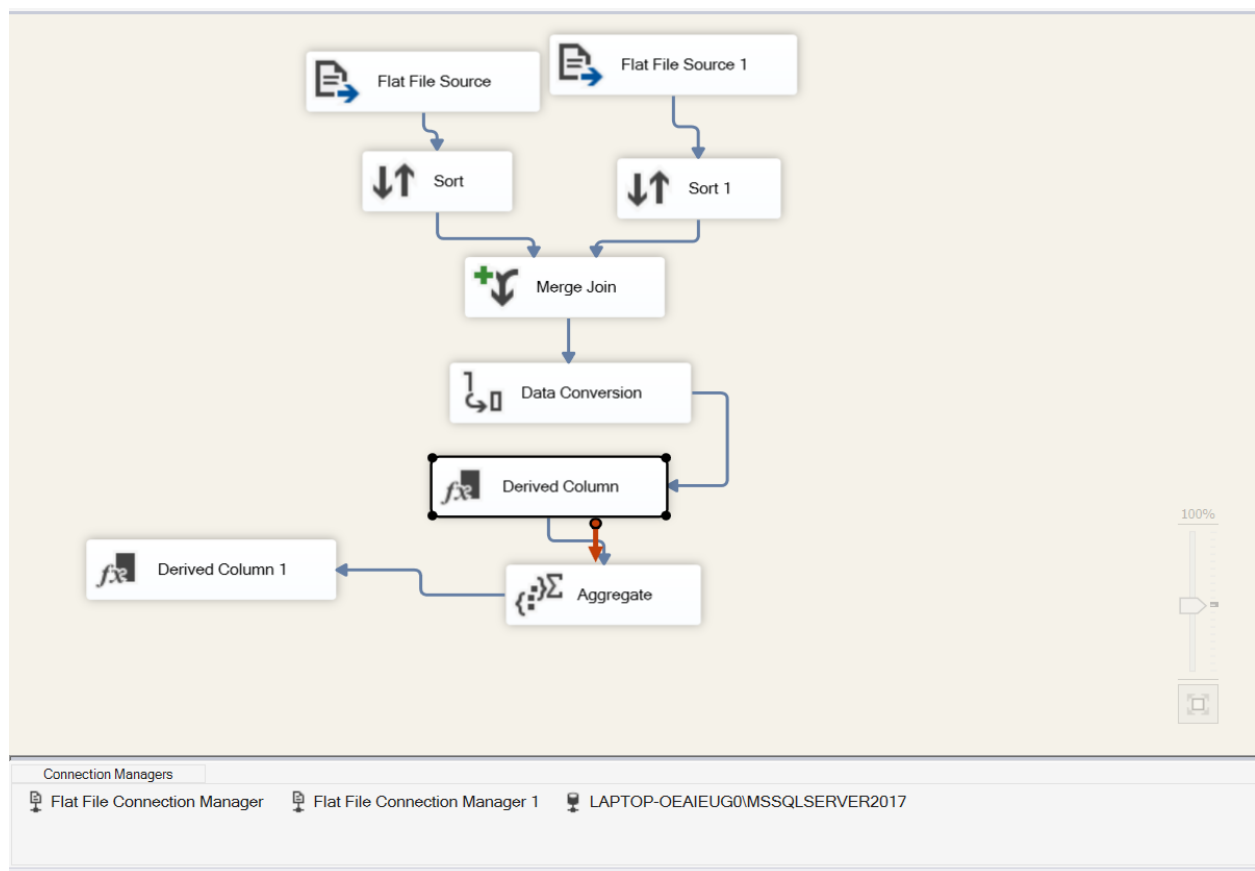 Flat File Source
Flat File Source 1
Sort
Sort 1
Merge Join
Data Conversion
Derived Column
100%
Derived Column 1
Aggregate
Connection Managers
Flat File Connection Manager
Flat File Connection Manager 1
LAPTOP-OEAIEUG0\MSSQLSERVER2017